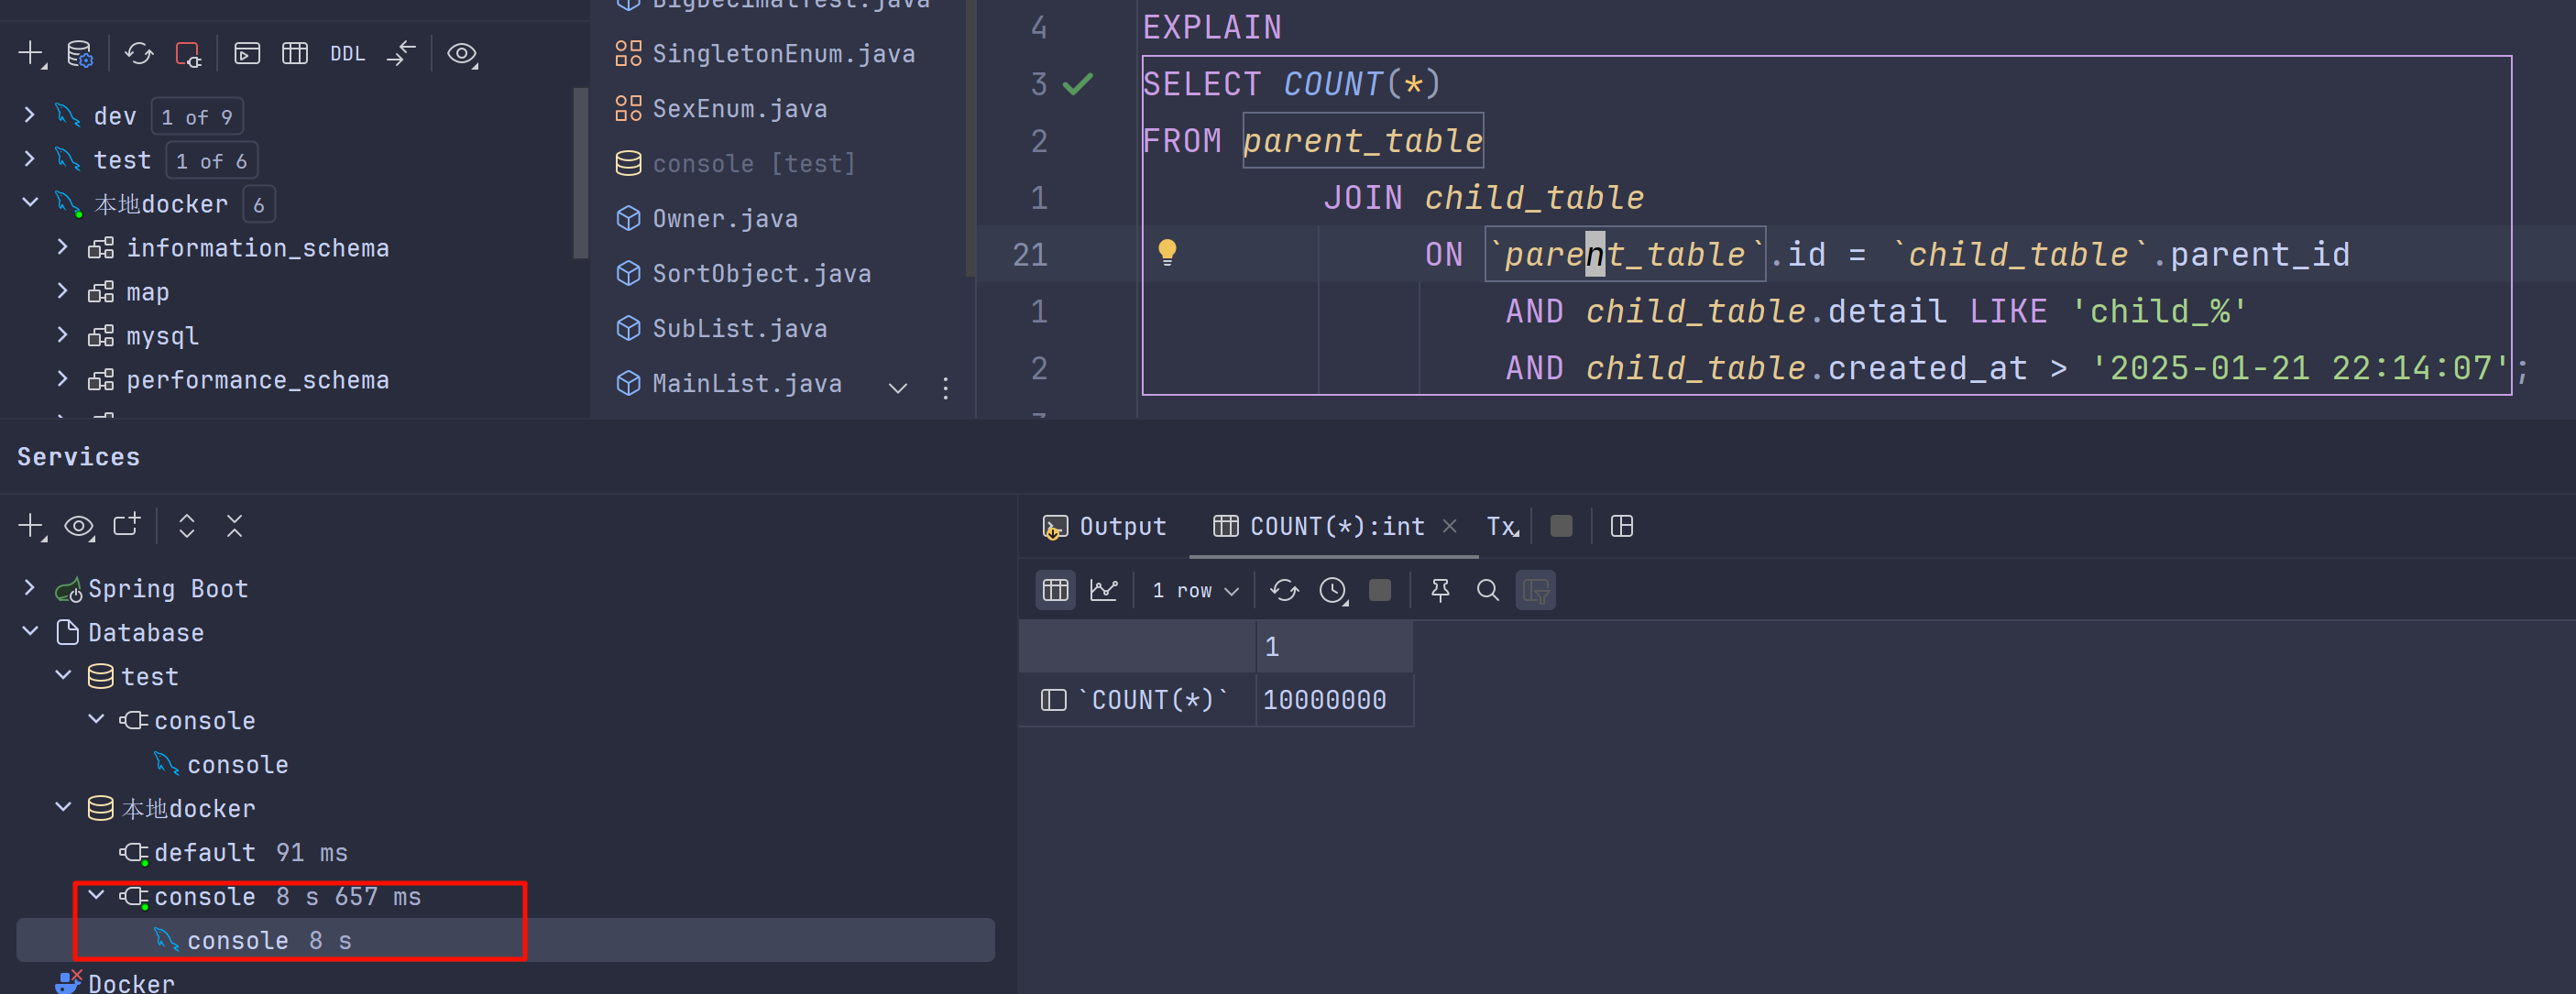 DDL
dev 1 of 9
test 1 of 6
本地docker 6
information_schema
map
mysql
performance_schema
BigDecimalTest.java
SingletonEnum.java
SexEnum.java
console [test]
Owner.java
SortObject.java
SubList.java
MainList.java
4 EXPLAIN
3 SELECT COUNT(*)
2 FROM parent_table
1 JOIN child_table
21 ON `parent_table`.id = `child_table`.parent_id
1 AND child_table.detail LIKE 'child_%'
2 AND child_table.created_at > '2025-01-21 22:14:07';
Services
Spring Boot
Database
test
console
console
本地docker
default 91 ms
console 8 s 657 ms
console 8 s
Docker
Output COUNT(*):int Tx
1 row
1
`COUNT(*)` 10000000